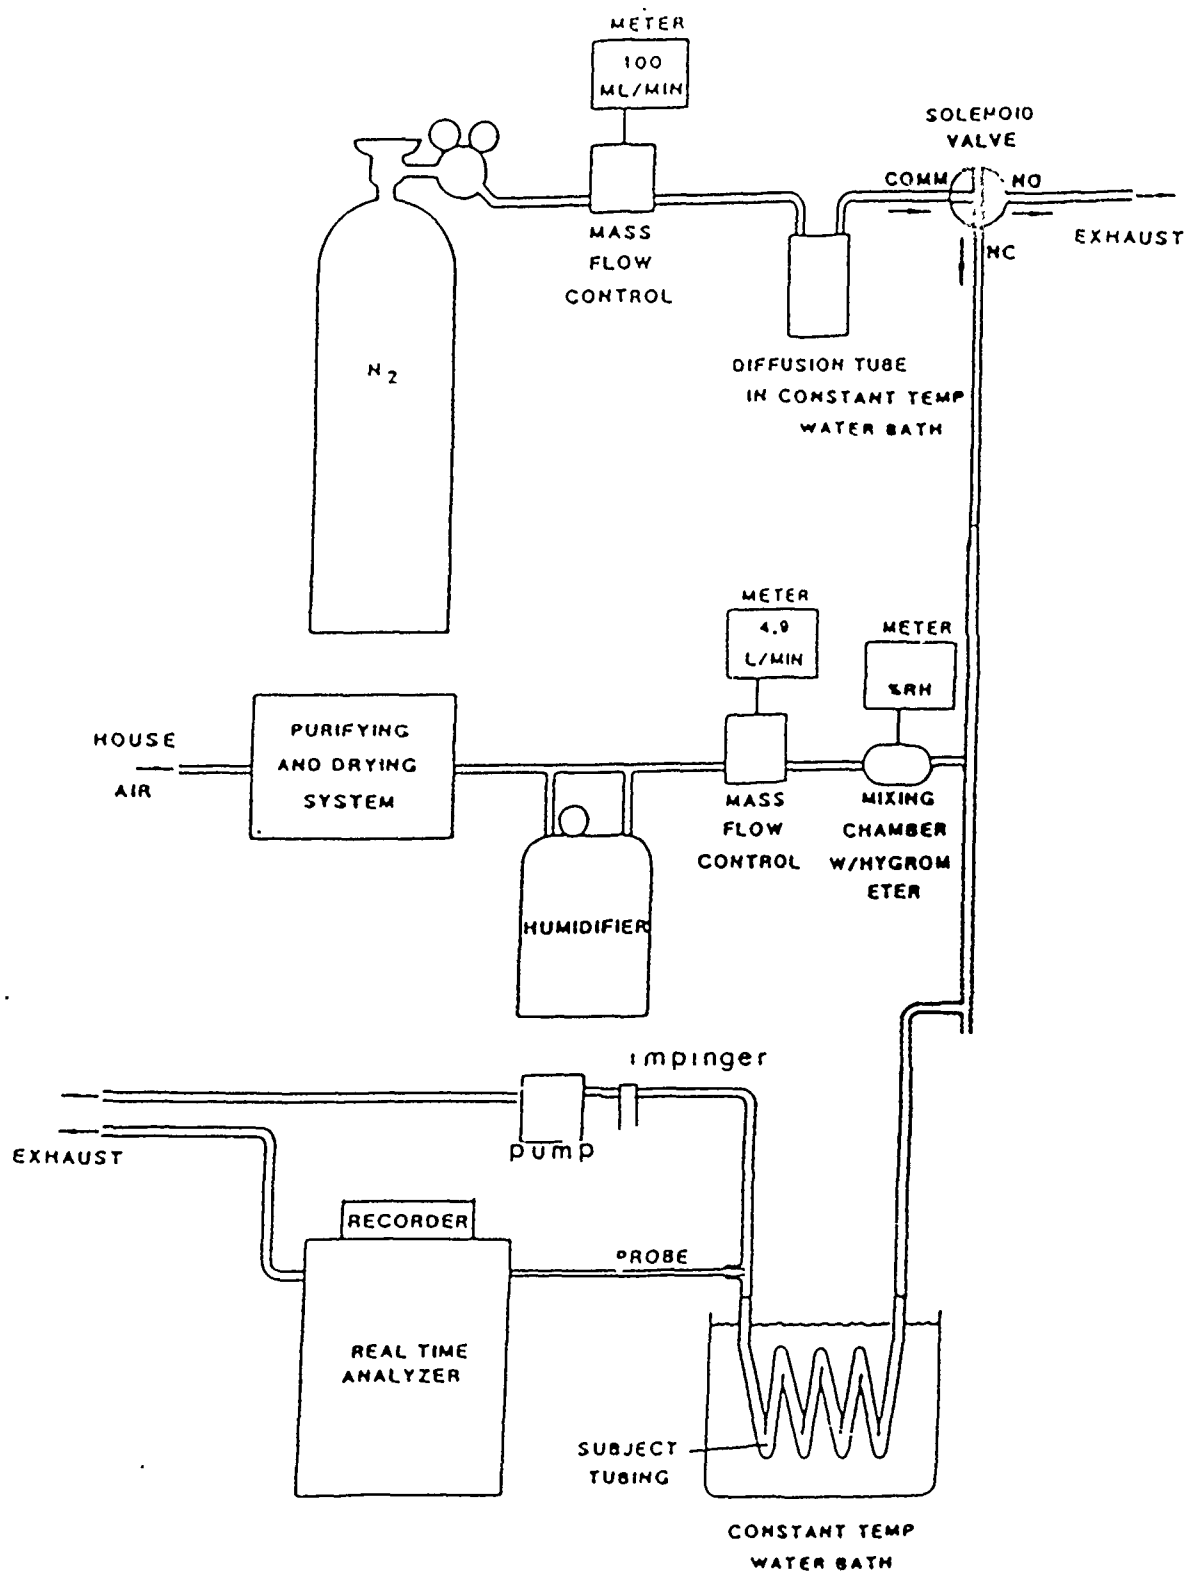 METER
100
ML/MIN
SOLENOID
VALVE
COMM
NO
EXHAUST
NC
MASS
FLOW
CONTROL
N2
DIFFUSION TUBE
IN CONSTANT TEMP
WATER BATH
METER
4.9
L/MIN
METER
%RH
HOUSE
AIR
PURIFYING
AND DRYING
SYSTEM
MASS
FLOW
CONTROL
MIXING
CHAMBER
W/HYGROM
ETER
HUMIDIFIER
impinger
pump
EXHAUST
RECORDER
PROBE
REAL TIME
ANALYZER
SUBJECT
TUBING
CONSTANT TEMP
WATER BATH